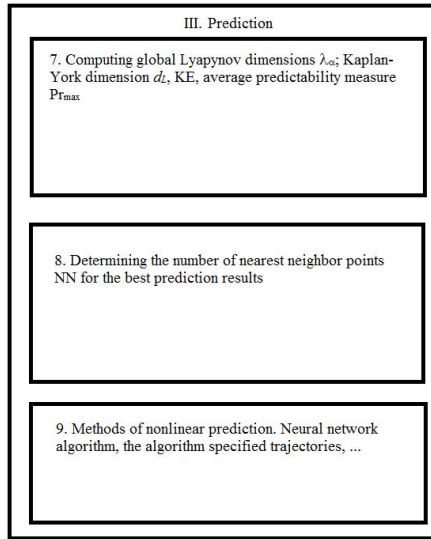 III. Prediction
7. Computing global Lyapynov dimensions λα; Kaplan-
York dimension dL, KE, average predictability measure
Prmax
8. Determining the number of nearest neighbor points
NN for the best prediction results
9. Methods of nonlinear prediction. Neural network
algorithm, the algorithm specified trajectories, ...